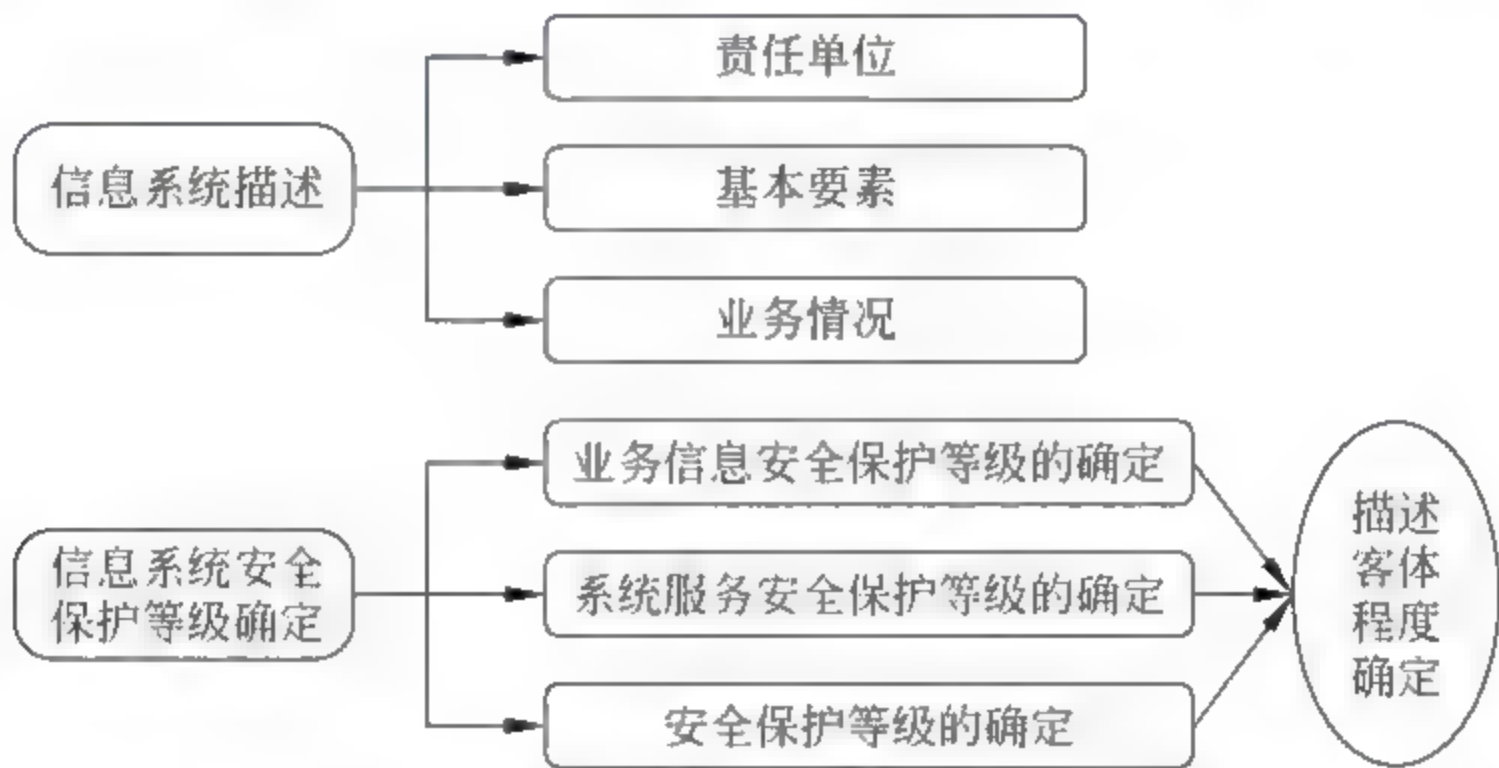 责任单位
信息系统描述
基本要素
业务情况
业务信息安全保护等级的确定
信息系统安全
保护等级确定
系统服务安全保护等级的确定
安全保护等级的确定
描述
客体
程度
确定